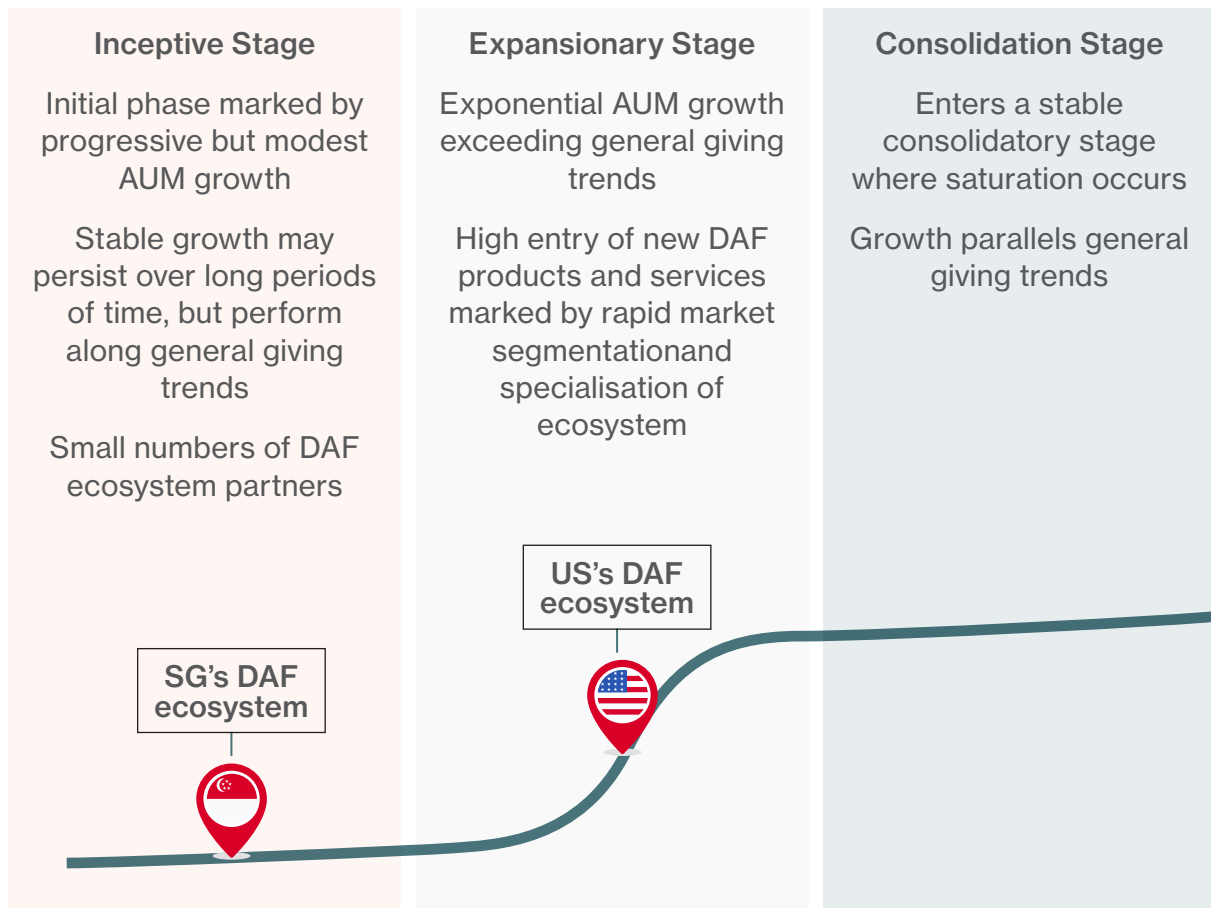 Inceptive Stage
Initial phase marked by
progressive but modest
AUM growth
Stable growth may
persist over long periods
of time, but perform
along general giving
trends
Small numbers of DAF
ecosystem partners
SG's DAF
ecosystem
Expansionary Stage
Exponential AUM growth
exceeding general giving
trends
High entry of new DAF
products and services
marked by rapid market
segmentationand
specialisation of
ecosystem
US's DAF
ecosystem
Consolidation Stage
Enters a stable
consolidatory stage
where saturation occurs
Growth parallels general
giving trends